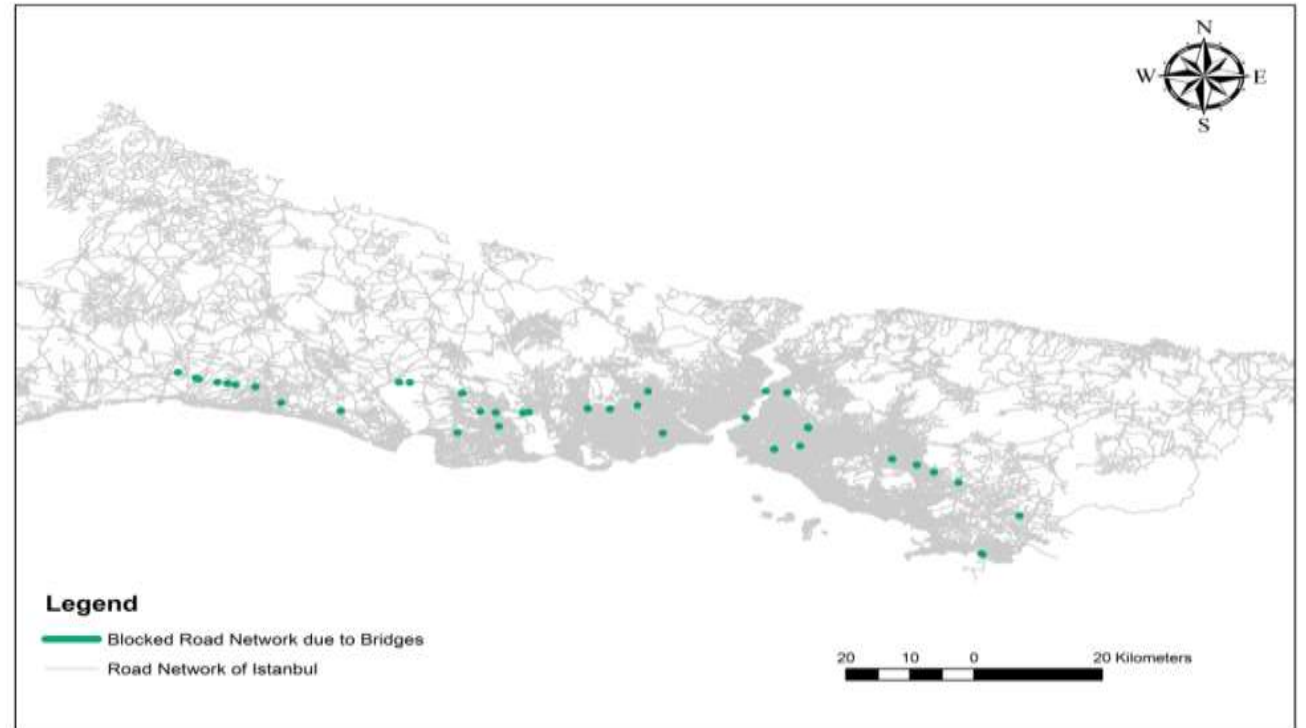 N
W E
S
Legend
Blocked Road Network due to Bridges
Road Network of Istanbul
20 10 0 20 Kilometers